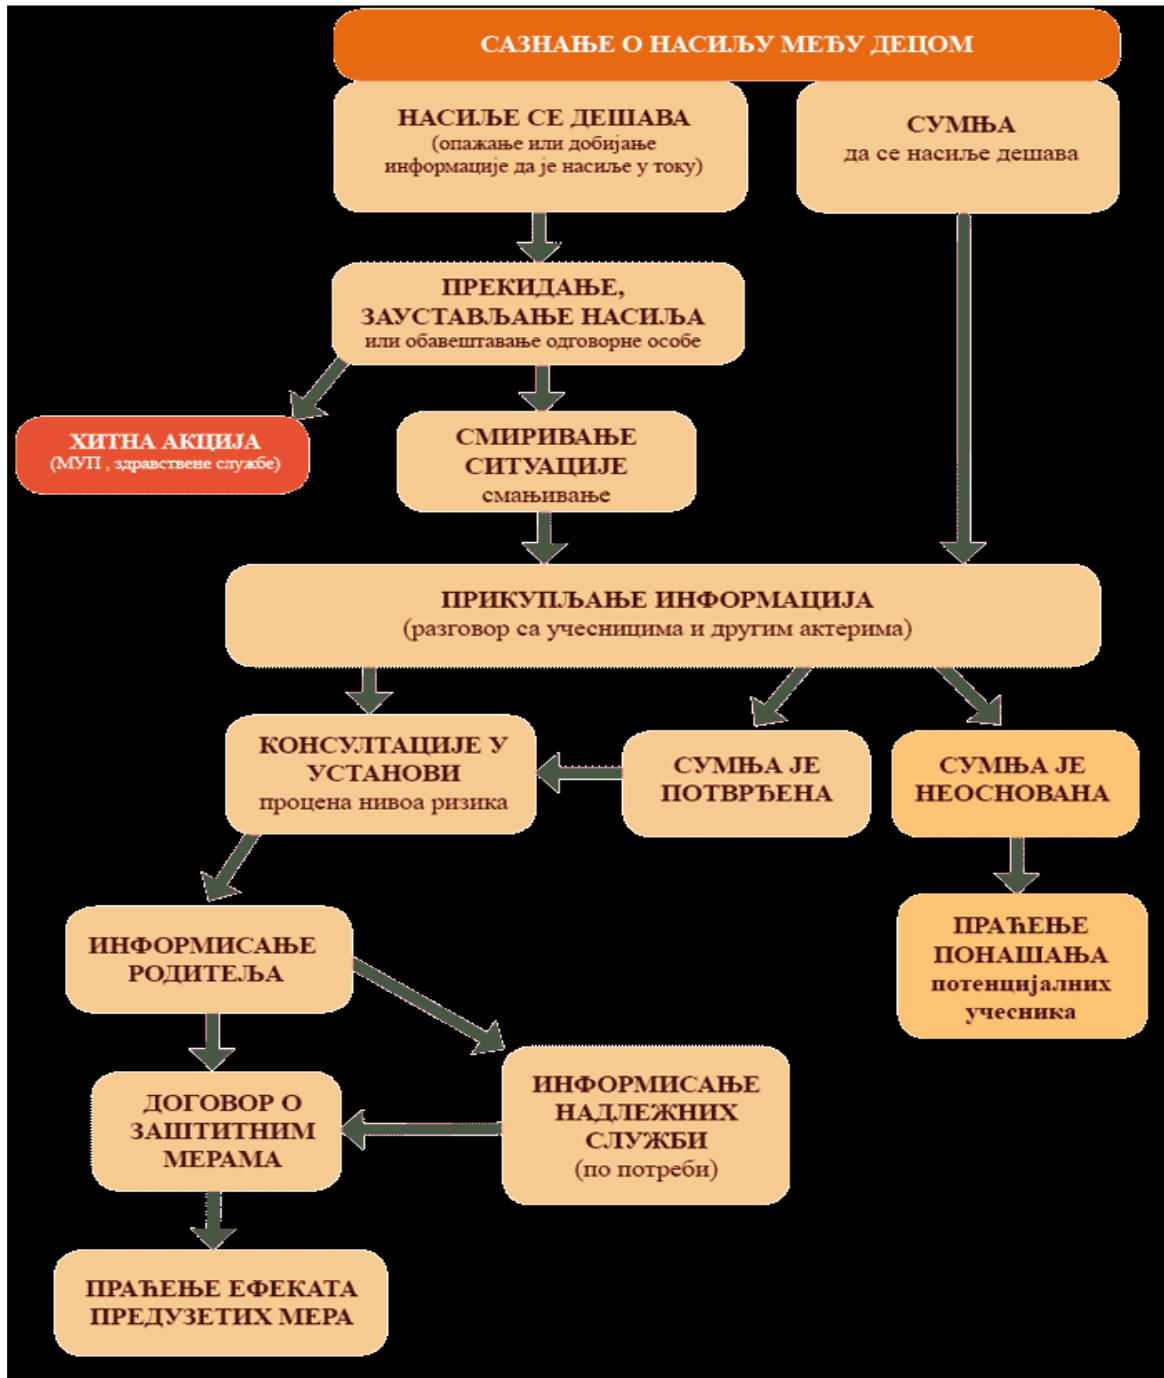 САЗНАЊЕ О НАСИЉУ МЕЂУ ДЕЦОМ
НАСИЉЕ СЕ ДЕШАВА
(опажање или добијање
информације да је насиље у току)
СУМЊА
да се насиље дешава
ПРЕКИДАЊЕ,
ЗАУСТАВЉАЊЕ НАСИЉА
или обавештавање одговорне особе
ХИТНА АКЦИЈА
(МУП , здравствене службе)
СМИРИВАЊЕ
СИТУАЦИЈЕ
смањивање
ПРИКУПЉАЊЕ ИНФОРМАЦИЈА
(разговор са учесницима и другим актерима)
КОНСУЛТАЦИЈЕ У
УСТАНОВИ
процена нивоа ризика
СУМЊА ЈЕ
ПОТВРЂЕНА
СУМЊА ЈЕ
НЕОСНОВАНА
ПРАЋЕЊЕ
ПОНАШАЊА
потенцијалних
учесника
ИНФОРМИСАЊЕ
РОДИТЕЉА
ИНФОРМИСАЊЕ
НАДЛЕЖНИХ
СЛУЖБИ
(по потреби)
ДОГОВОР О
ЗАШТИТНИМ
МЕРАМА
ПРАЋЕЊЕ ЕФЕКАТА
ПРЕДУЗЕТИХ МЕРА